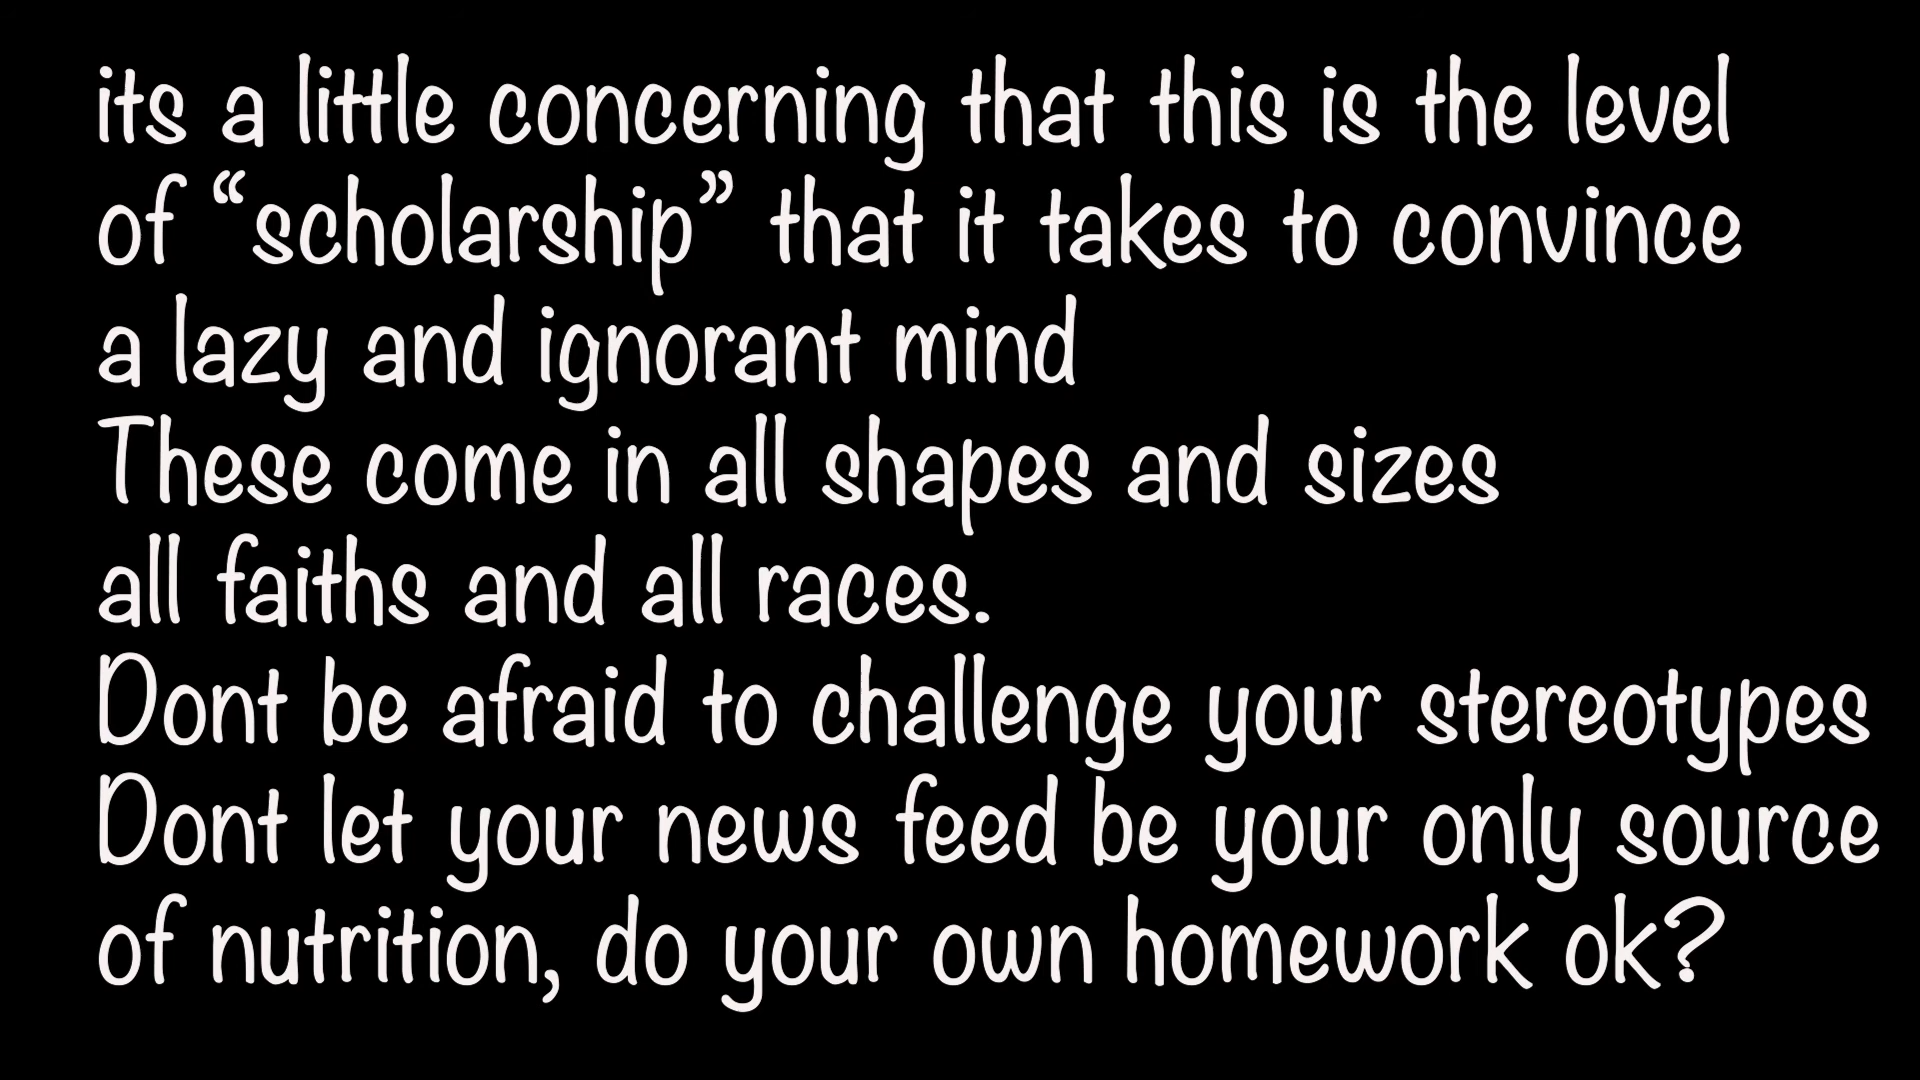 its a little concerning that this is the level
of “scholarship” that it takes to convince
a lazy and ignorant mind
These come in all shapes and sizes
all faiths and all races.
Dont be afraid to challenge your stereotypes
Dont let your news feed be your only source
of nutrition, do your own homework ok?